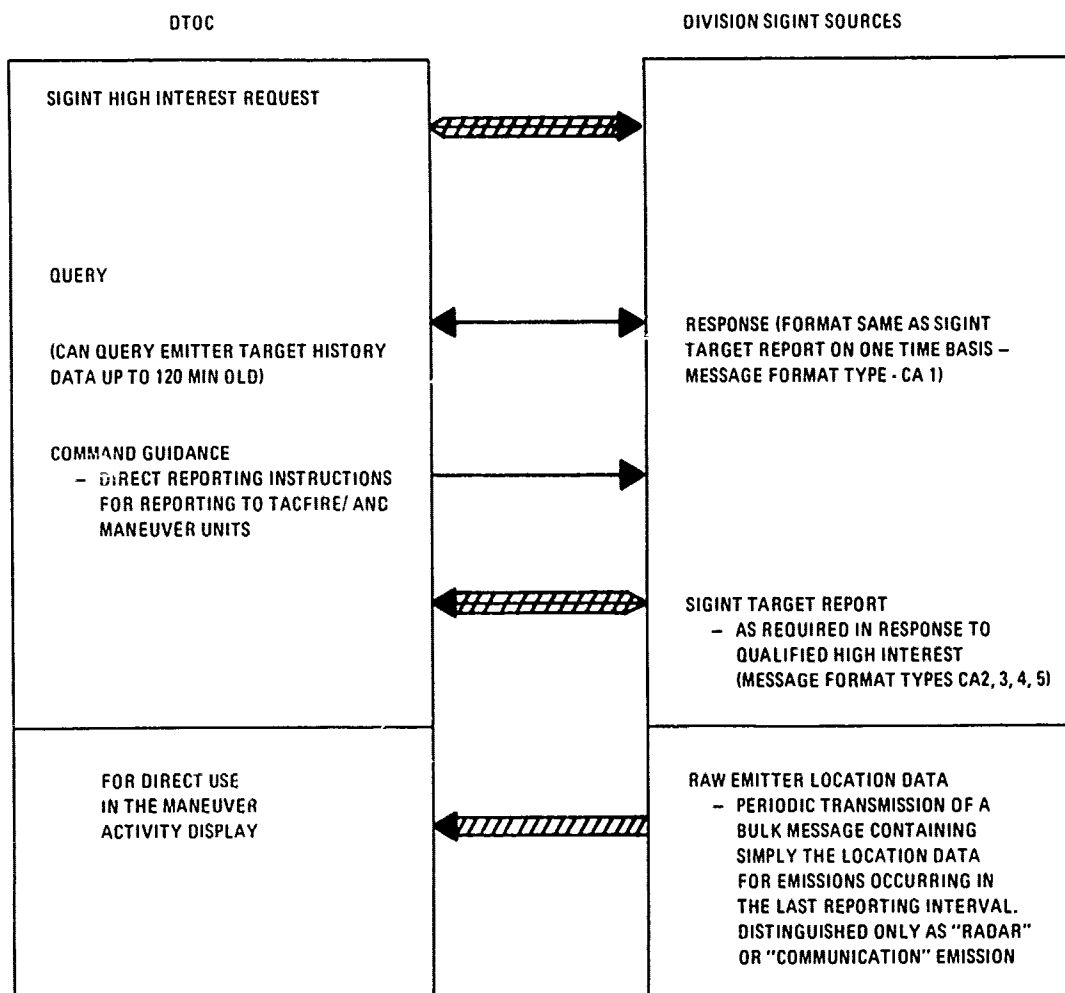 DTOC
DIVISION SIGINT SOURCES
SIGINT HIGH INTEREST REQUEST
QUERY
(CAN QUERY EMITTER TARGET HISTORY
DATA UP TO 120 MIN OLD)
RESPONSE (FORMAT SAME AS SIGINT
TARGET REPORT ON ONE TIME BASIS –
MESSAGE FORMAT TYPE - CA 1)
COMMAND GUIDANCE
– DIRECT REPORTING INSTRUCTIONS
FOR REPORTING TO TACFIRE/ AND
MANEUVER UNITS
SIGINT TARGET REPORT
– AS REQUIRED IN RESPONSE TO
QUALIFIED HIGH INTEREST
(MESSAGE FORMAT TYPES CA2, 3, 4, 5)
FOR DIRECT USE
IN THE MANEUVER
ACTIVITY DISPLAY
RAW EMITTER LOCATION DATA
– PERIODIC TRANSMISSION OF A
BULK MESSAGE CONTAINING
SIMPLY THE LOCATION DATA
FOR EMISSIONS OCCURRING IN
THE LAST REPORTING INTERVAL.
DISTINGUISHED ONLY AS "RADAR"
OR "COMMUNICATION" EMISSION